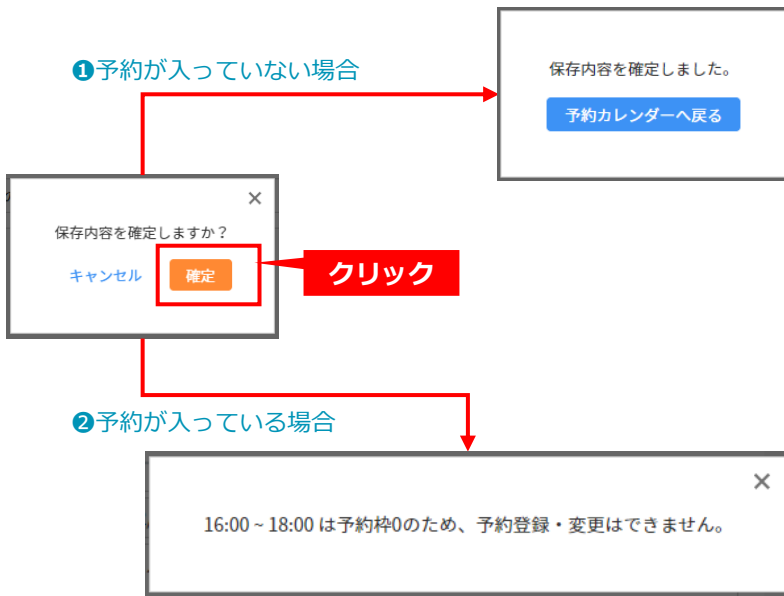 ❶予約が入っていない場合
保存内容を確定しました。
予約カレンダーへ戻る
×
保存内容を確定しますか？
キャンセル
確定
クリック
❷予約が入っている場合
×
16:00 ~ 18:00 は予約枠0のため、予約登録・変更はできません。